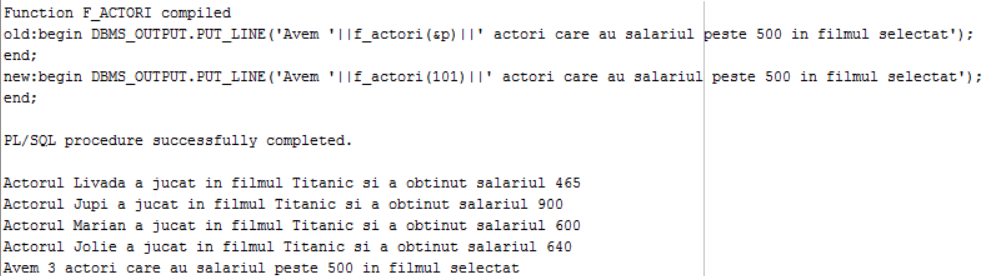 Function F_ACTORI compiled
old:begin DBMS_OUTPUT.PUT_LINE('Avem '||f_actori(&p)||' actori care au salariul peste 500 in filmul selectat');
end;
new:begin DBMS_OUTPUT.PUT_LINE('Avem '||f_actori(101)||' actori care au salariul peste 500 in filmul selectat');
end;
PL/SQL procedure successfully completed.
Actorul Livada a jucat in filmul Titanic si a obtinut salariul 465
Actorul Jupi a jucat in filmul Titanic si a obtinut salariul 900
Actorul Marian a jucat in filmul Titanic si a obtinut salariul 600
Actorul Jolie a jucat in filmul Titanic si a obtinut salariul 640
Avem 3 actori care au salariul peste 500 in filmul selectat